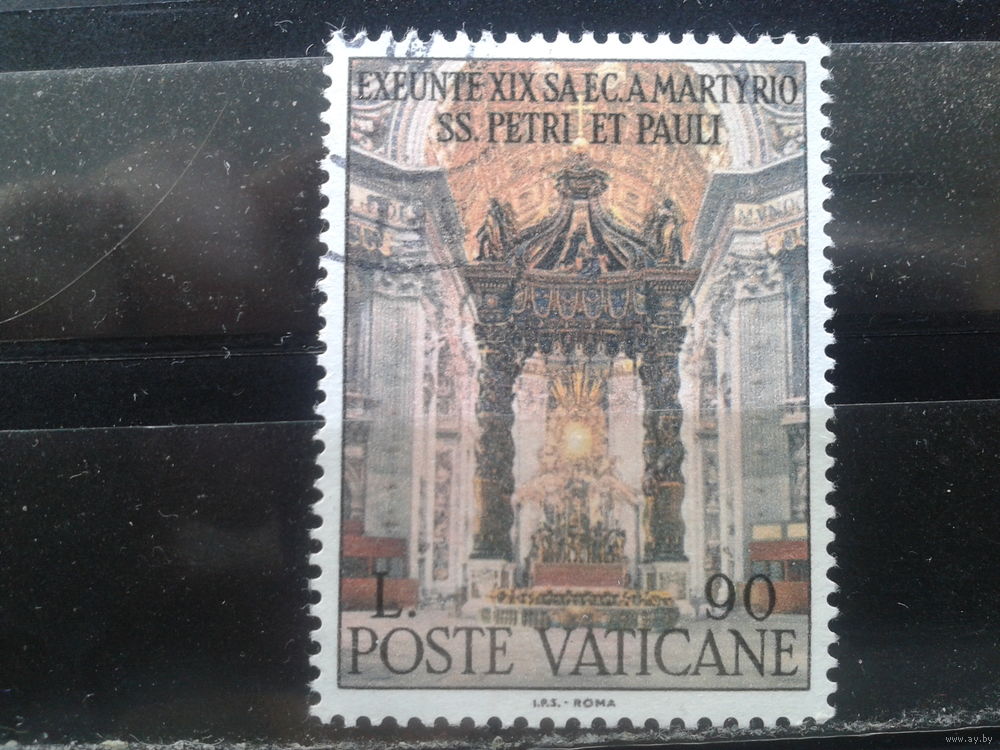 EXEUNTE XIX SAEC. A MARTYRIO
SS. PETRI ET PAULI
L. 90
POSTE VATICANE
I.P.S. - ROMA
www.ay.by